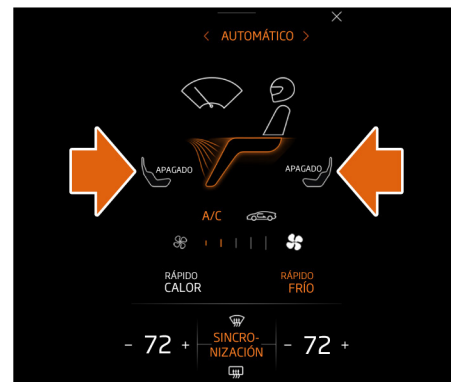 < AUTOMÁTICO >
APAGADO
APAGADO
A/C
RÁPIDO
CALOR
RÁPIDO
FRÍO
- 72 +
SINCRO-
NIZACIÓN
- 72 +